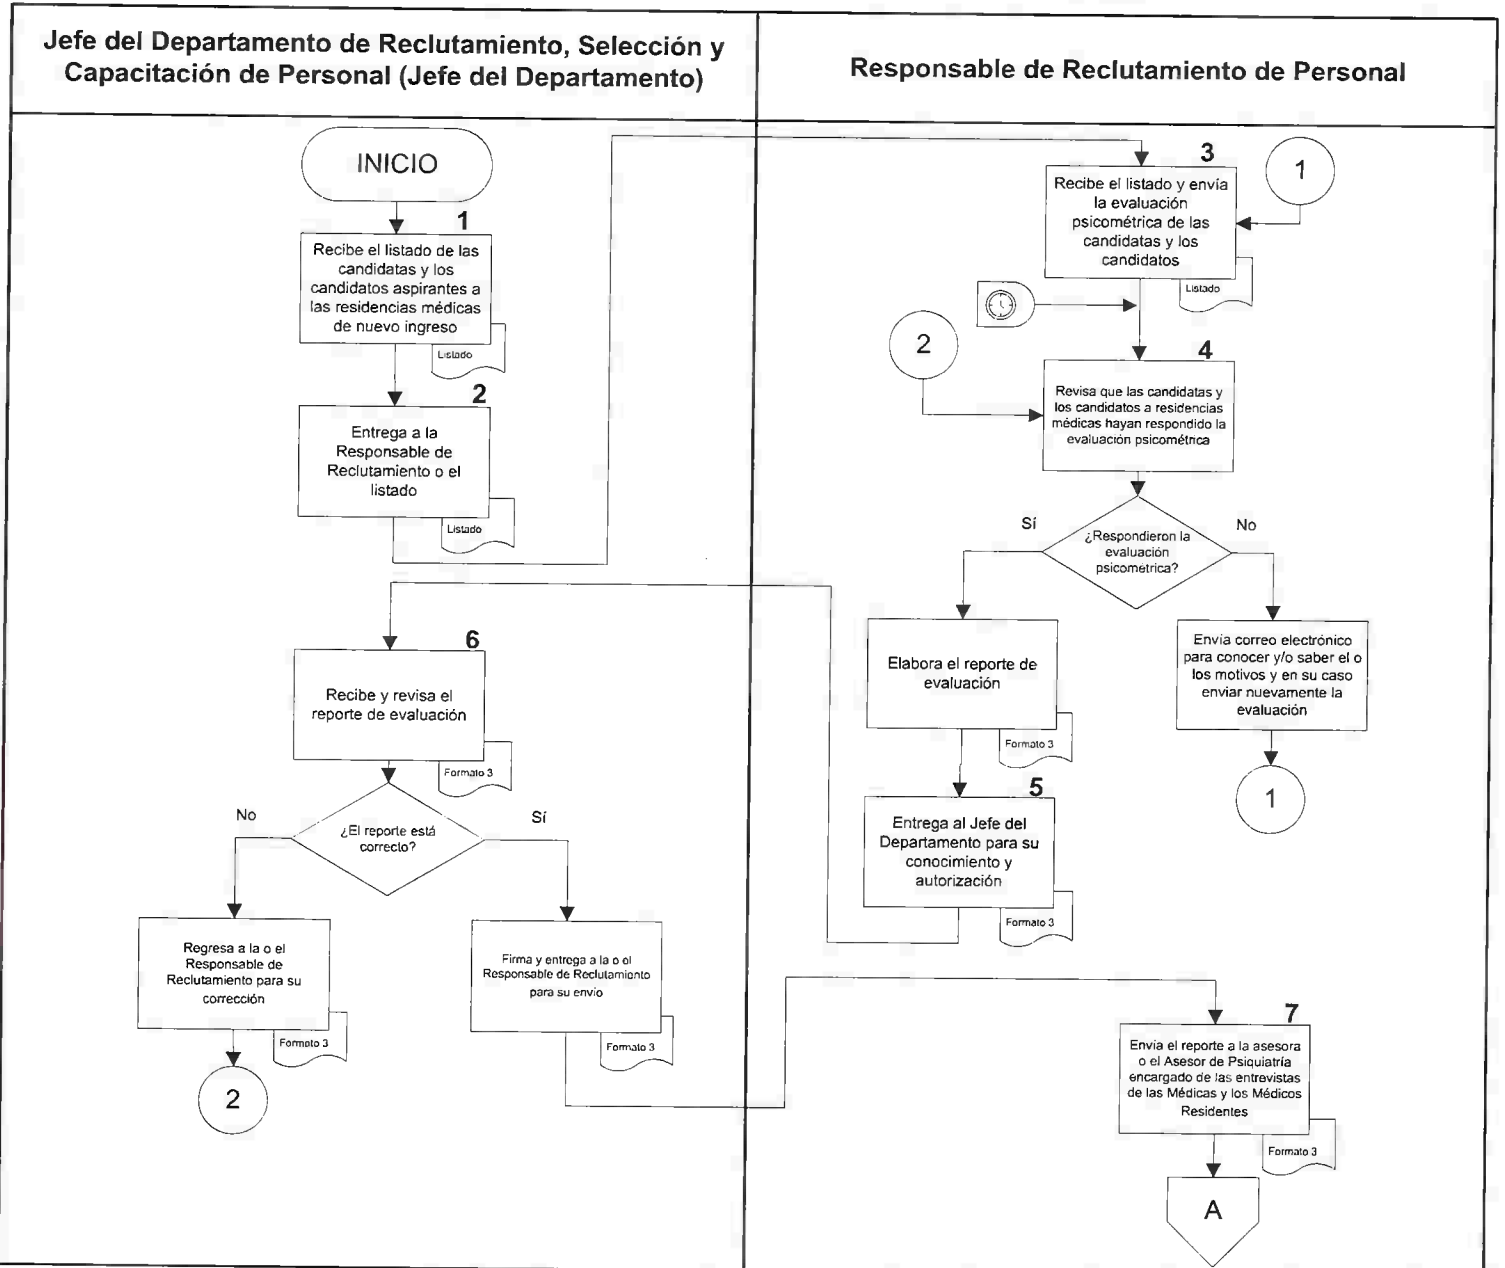 Jefe del Departamento de Reclutamiento, Selección y
Capacitación de Personal (Jefe del Departamento)
Responsable de Reclutamiento de Personal
INICIO
1
Recibe el listado de las
candidatas y los
candidatos aspirantes a
las residencias médicas
de nuevo ingreso
Listado
2
Entrega a la
Responsable de
Reclutamiento o el
listado
Listado
3
1
Recibe el listado y envía
la evaluación
psicométrica de las
candidatas y los
candidatos
Listado
2
4
Revisa que las candidatas y
los candidatos a residencias
médicas hayan respondido la
evaluación psicométrica
Sí
¿Respondieron la
evaluación
psicométrica?
No
Elabora el reporte de
evaluación
Formato 3
Envía correo electrónico
para conocer y/o saber el o
los motivos y en su caso
enviar nuevamente la
evaluación
1
5
Entrega al Jefe del
Departamento para su
conocimiento y
autorización
Formato 3
6
Recibe y revisa el
reporte de evaluación
Formato 3
No
¿El reporte está
correcto?
Sí
Regresa a la o el
Responsable de
Reclutamiento para su
corrección
Formato 3
2
Firma y entrega a la o el
Responsable de Reclutamiento
para su envío
Formato 3
7
Envía el reporte a la asesora
o el Asesor de Psiquiatría
encargado de las entrevistas
de las Médicas y los Médicos
Residentes
Formato 3
A